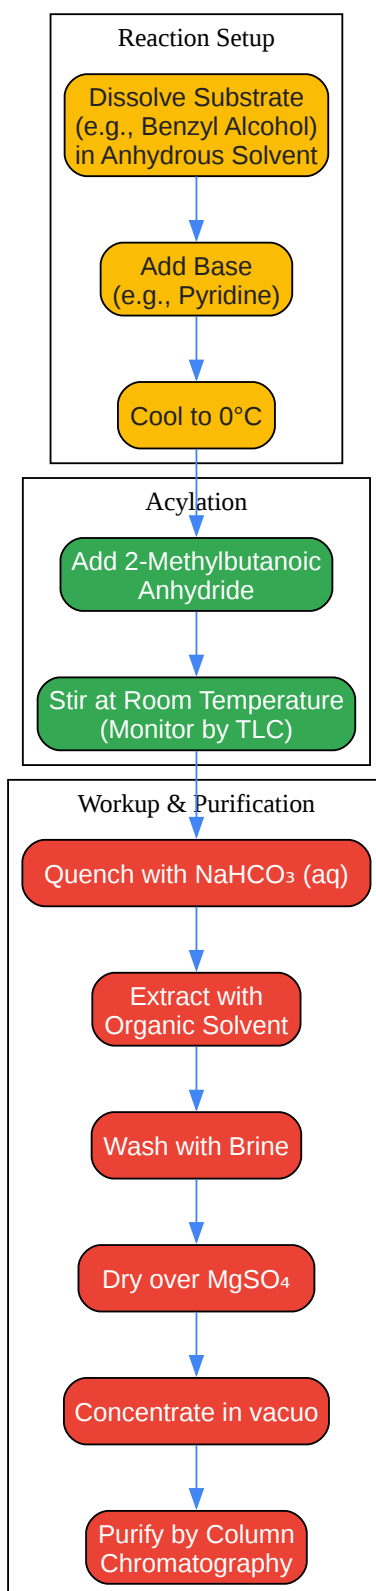 Reaction Setup
Dissolve Substrate
(e.g., Benzyl Alcohol)
in Anhydrous Solvent
Add Base
(e.g., Pyridine)
Cool to 0°C
Acylation
Add 2-Methylbutanoic
Anhydride
Stir at Room Temperature
(Monitor by TLC)
Workup & Purification
Quench with NaHCO₃ (aq)
Extract with
Organic Solvent
Wash with Brine
Dry over MgSO₄
Concentrate in vacuo
Purify by Column
Chromatography